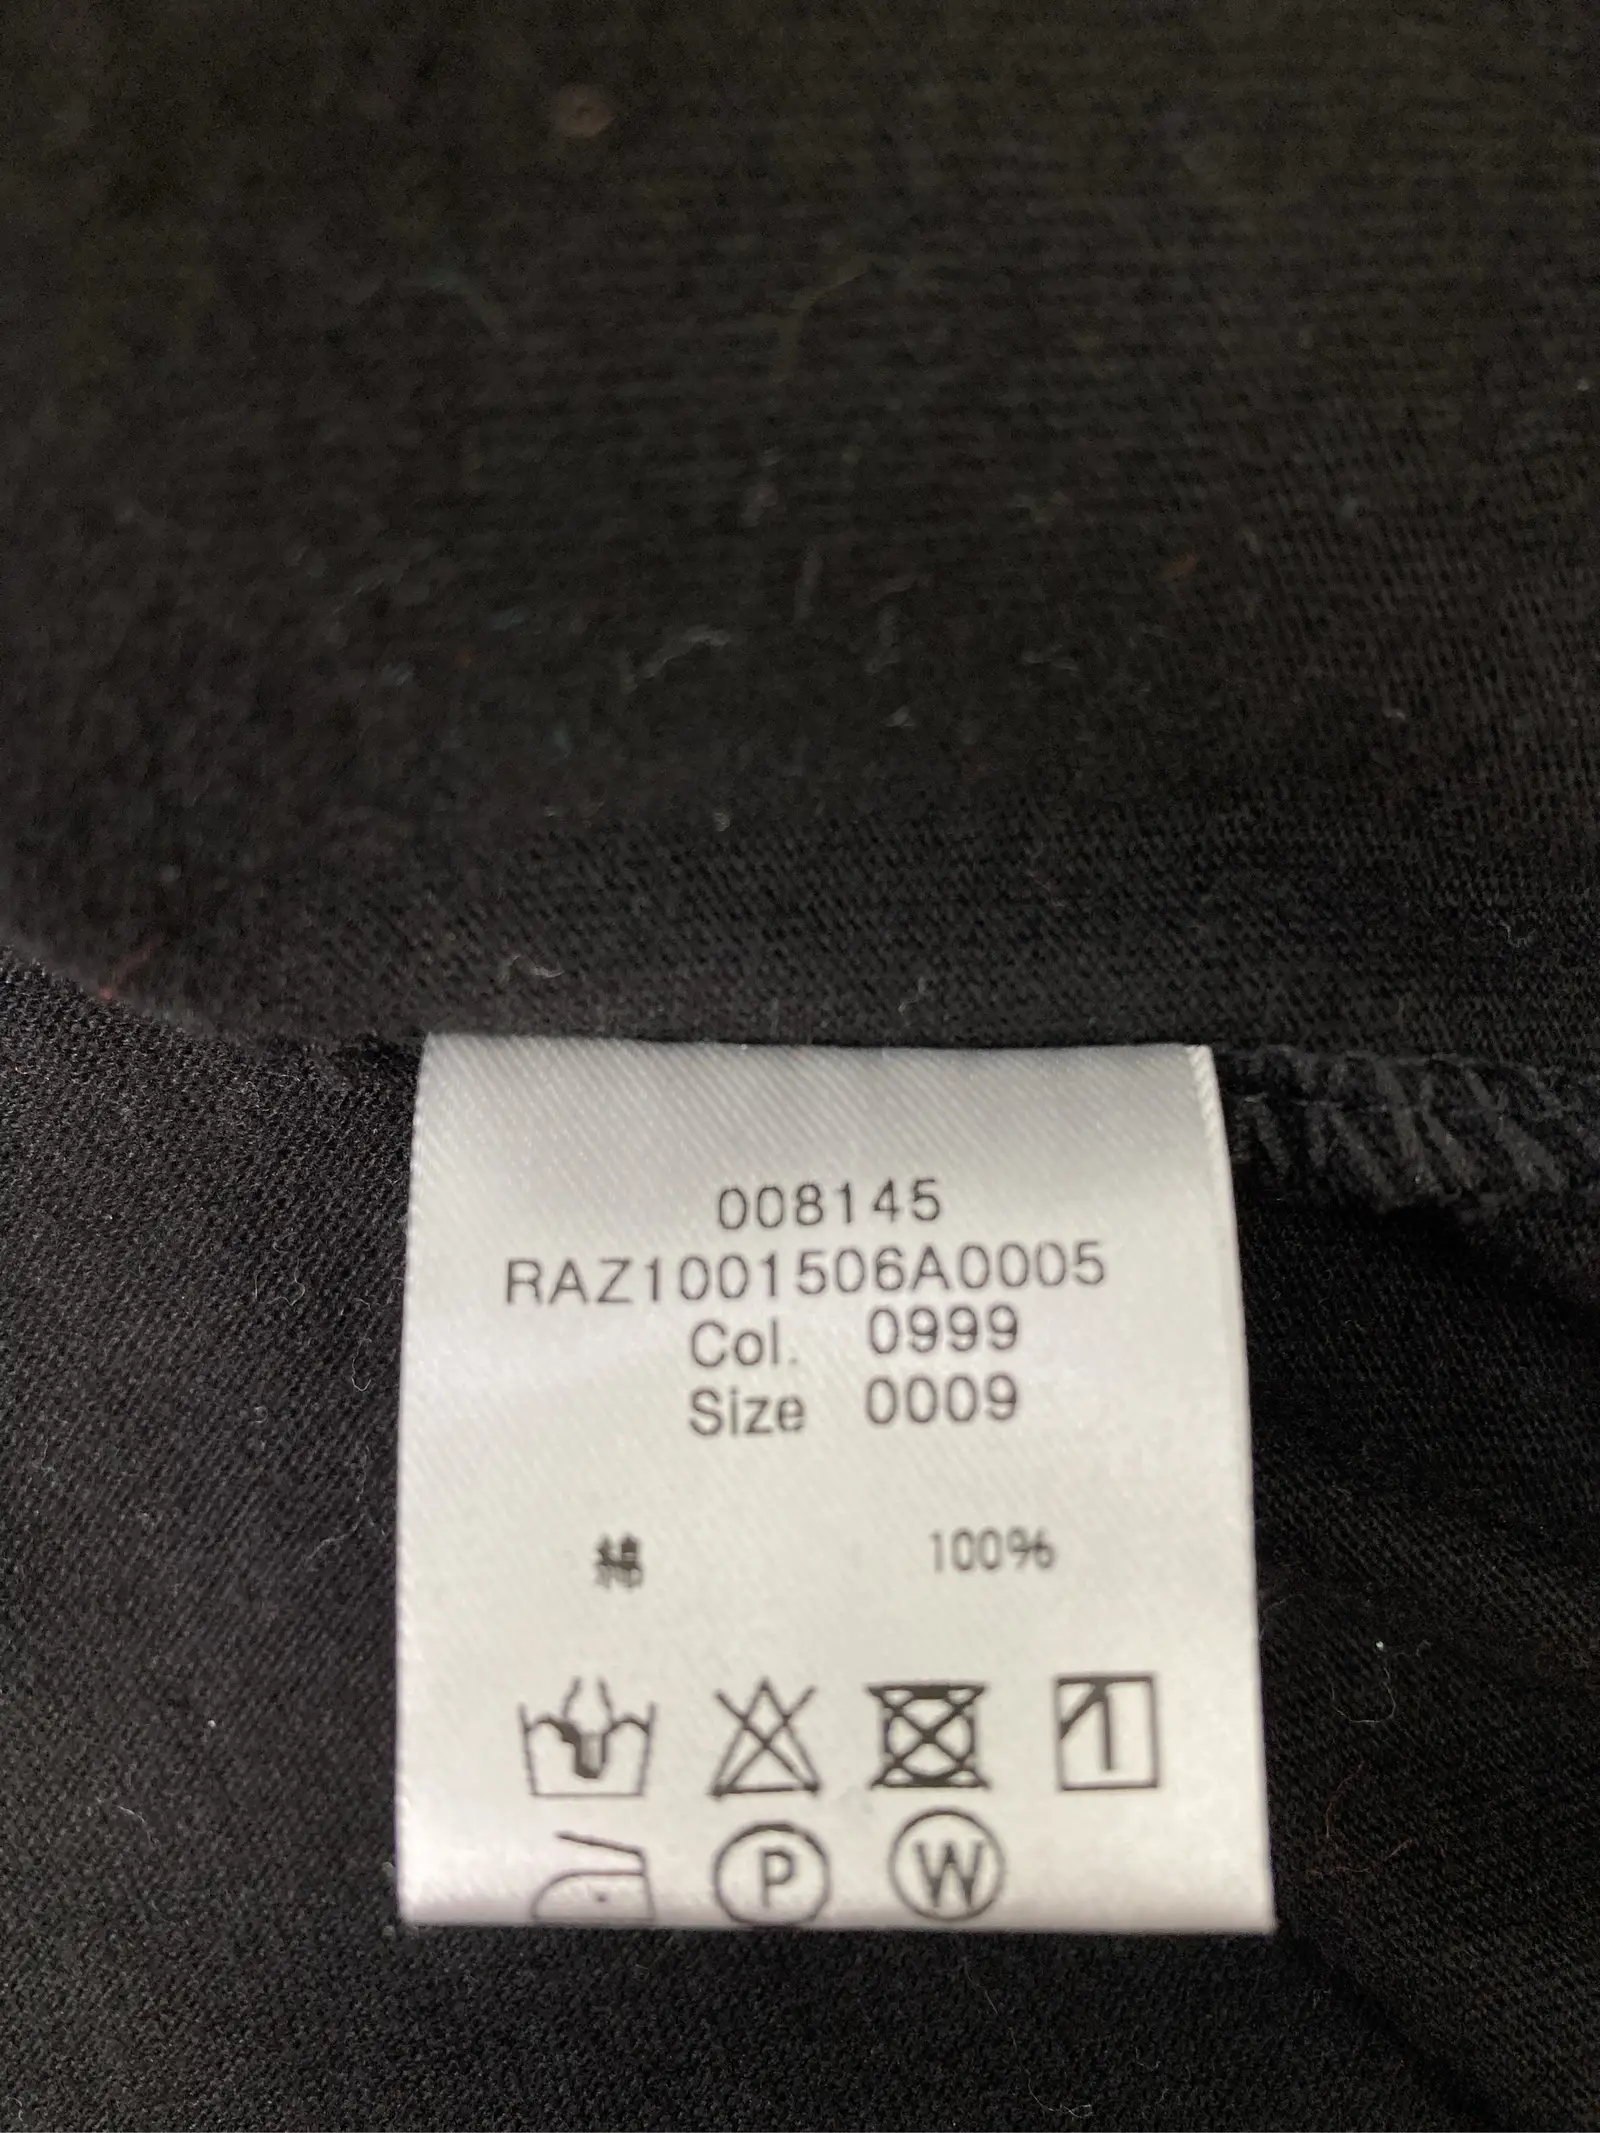 008145
RAZ1001506A0005
Col. 0999
Size 0009
綿 100%
P W